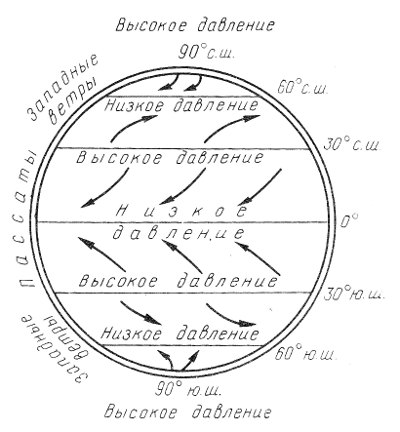 Высокое давление
90° с.ш.
60° с.ш.
Западные
ветры
Низкое давление
30° с.ш.
Высокое давление
Пассаты
Низкое
0°
давление
Высокое давление
30° ю.ш.
Западные
ветры
Низкое давление
60° ю.ш.
90° ю.ш.
Высокое давление